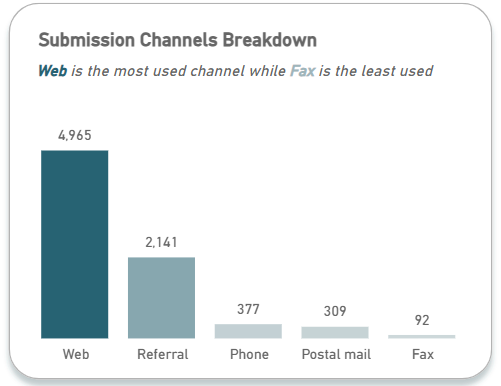 Submission Channels Breakdown
Web is the most used channel while Fax is the least used
4,965
2,141
377
309
92
Web
Referral
Phone
Postal mail
Fax